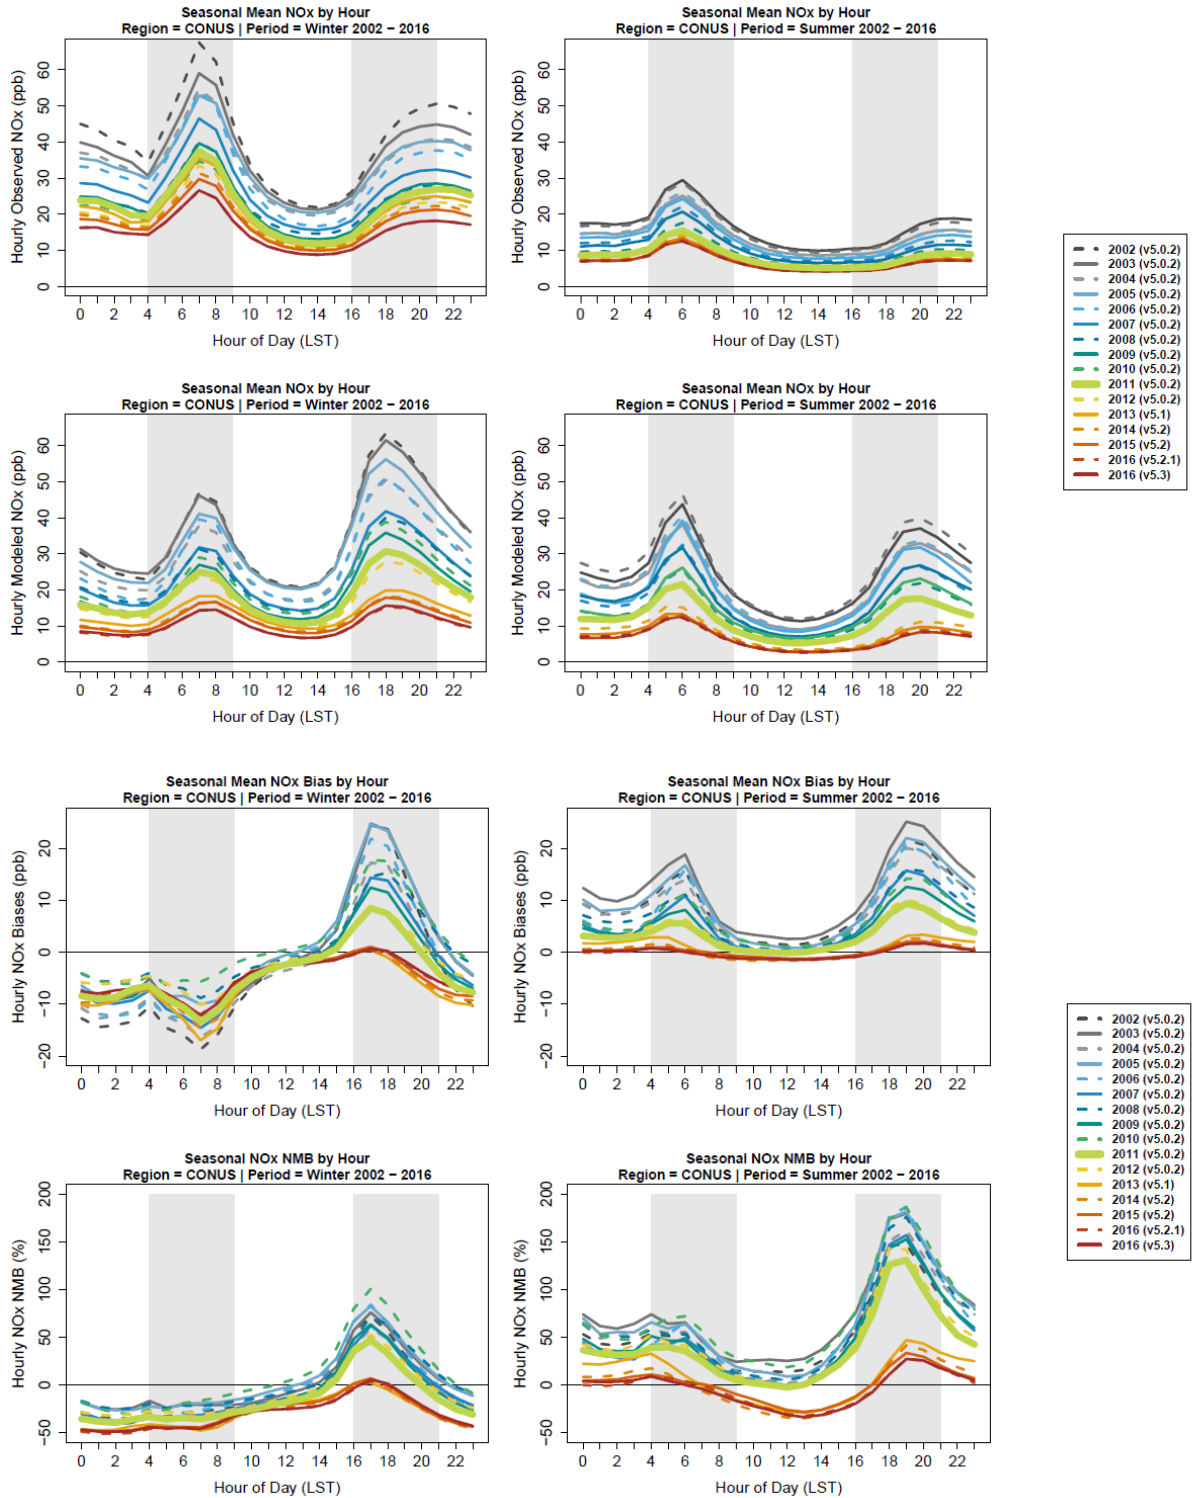 Seasonal Mean NOx by Hour
Region = CONUS | Period = Winter 2002 − 2016
Hourly Observed NOx (ppb)
0 10 20 30 40 50 60
0 2 4 6 8 10 12 14 16 18 20 22
Hour of Day (LST)
Seasonal Mean NOx by Hour
Region = CONUS | Period = Summer 2002 − 2016
Hourly Observed NOx (ppb)
0 10 20 30 40 50 60
0 2 4 6 8 10 12 14 16 18 20 22
Hour of Day (LST)
Seasonal Mean NOx by Hour
Region = CONUS | Period = Winter 2002 − 2016
Hourly Modeled NOx (ppb)
0 10 20 30 40 50 60
0 2 4 6 8 10 12 14 16 18 20 22
Hour of Day (LST)
Seasonal Mean NOx by Hour
Region = CONUS | Period = Summer 2002 − 2016
Hourly Modeled NOx (ppb)
0 10 20 30 40 50 60
0 2 4 6 8 10 12 14 16 18 20 22
Hour of Day (LST)
2002 (v5.0.2)
2003 (v5.0.2)
2004 (v5.0.2)
2005 (v5.0.2)
2006 (v5.0.2)
2007 (v5.0.2)
2008 (v5.0.2)
2009 (v5.0.2)
2010 (v5.0.2)
2011 (v5.0.2)
2012 (v5.0.2)
2013 (v5.1)
2014 (v5.2)
2015 (v5.2)
2016 (v5.2.1)
2016 (v5.3)
Seasonal Mean NOx Bias by Hour
Region = CONUS | Period = Winter 2002 − 2016
Hourly NOx Biases (ppb)
−20 −10 0 10 20
0 2 4 6 8 10 12 14 16 18 20 22
Hour of Day (LST)
Seasonal Mean NOx Bias by Hour
Region = CONUS | Period = Summer 2002 − 2016
Hourly NOx Biases (ppb)
−20 −10 0 10 20
0 2 4 6 8 10 12 14 16 18 20 22
Hour of Day (LST)
Seasonal NOx NMB by Hour
Region = CONUS | Period = Winter 2002 − 2016
Hourly NOx NMB (%)
−50 0 50 100 150 200
0 2 4 6 8 10 12 14 16 18 20 22
Hour of Day (LST)
Seasonal NOx NMB by Hour
Region = CONUS | Period = Summer 2002 − 2016
Hourly NOx NMB (%)
−50 0 50 100 150 200
0 2 4 6 8 10 12 14 16 18 20 22
Hour of Day (LST)
2002 (v5.0.2)
2003 (v5.0.2)
2004 (v5.0.2)
2005 (v5.0.2)
2006 (v5.0.2)
2007 (v5.0.2)
2008 (v5.0.2)
2009 (v5.0.2)
2010 (v5.0.2)
2011 (v5.0.2)
2012 (v5.0.2)
2013 (v5.1)
2014 (v5.2)
2015 (v5.2)
2016 (v5.2.1)
2016 (v5.3)